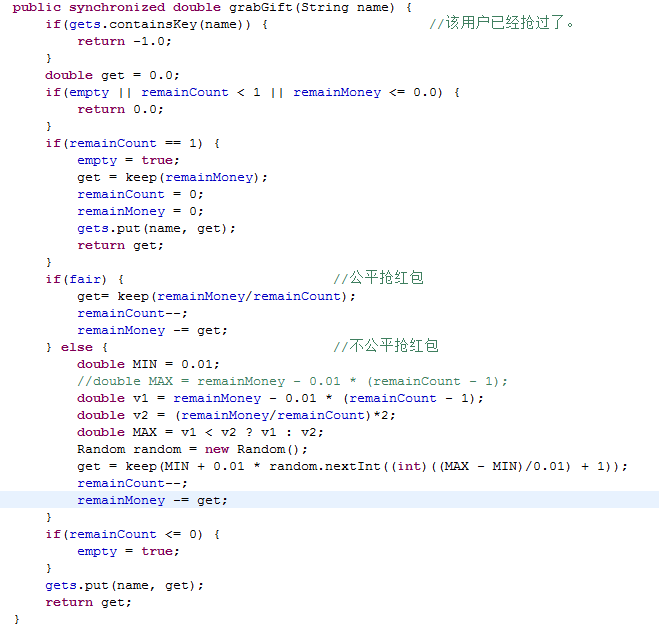 public synchronized double grabGift(String name) {
    if(gets.containsKey(name)) {                    //该用户已经抢过了。
        return -1.0;
    }
    double get = 0.0;
    if(empty || remainCount < 1 || remainMoney <= 0.0) {
        return 0.0;
    }
    if(remainCount == 1) {
        empty = true;
        get = keep(remainMoney);
        remainCount = 0;
        remainMoney = 0;
        gets.put(name, get);
        return get;
    }
    if(fair) {                          //公平抢红包
        get= keep(remainMoney/remainCount);
        remainCount--;
        remainMoney -= get;
    } else {                            //不公平抢红包
        double MIN = 0.01;
        //double MAX = remainMoney - 0.01 * (remainCount - 1);
        double v1 = remainMoney - 0.01 * (remainCount - 1);
        double v2 = (remainMoney/remainCount)*2;
        double MAX = v1 < v2 ? v1 : v2;
        Random random = new Random();
        get = keep(MIN + 0.01 * random.nextInt((int)((MAX - MIN)/0.01) + 1));
        remainCount--;
        remainMoney -= get;
    }
    if(remainCount <= 0) {
        empty = true;
    }
    gets.put(name, get);
    return get;
}